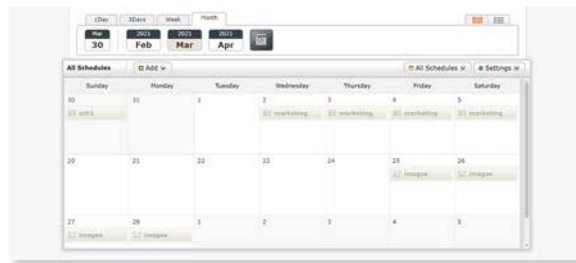 1Day 3Days Week Month
Mar 2021 2021 2021
30 Feb Mar Apr
All Schedules Add All Schedules Settings
Sunday Monday Tuesday Wednesday Thursday Friday Saturday
30 31 1 2 3 4 5
marketing marketing marketing marketing
20 21 22 23 24 25 26
images images
27 28 1 2 3 4 5
images images